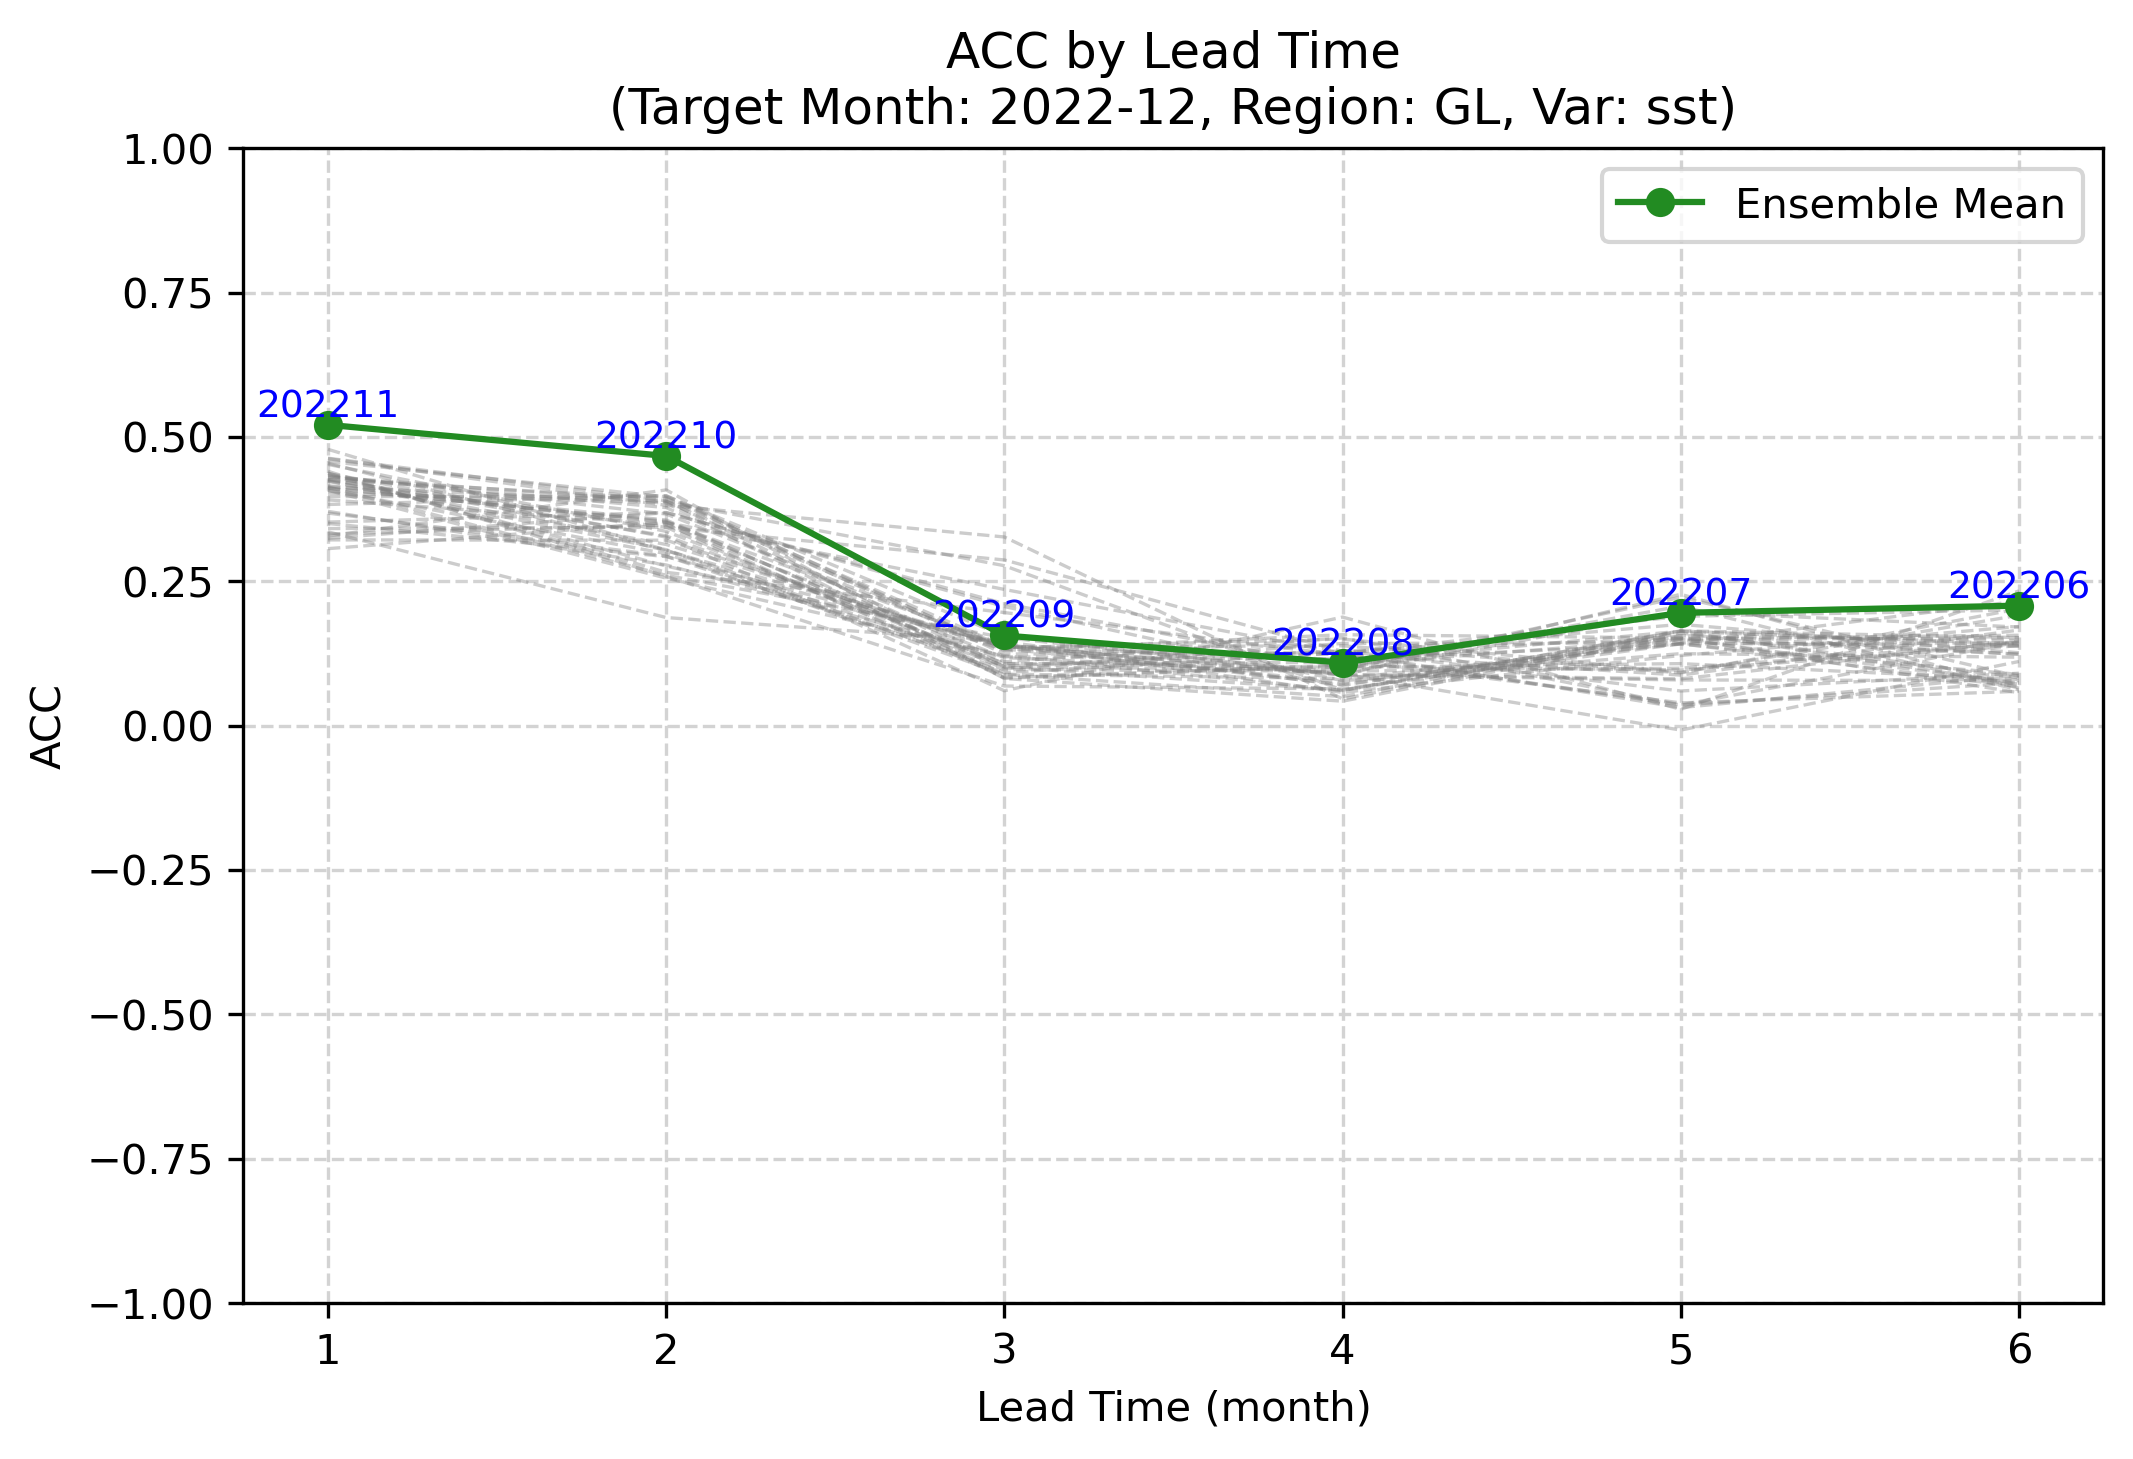 ACC by Lead Time
(Target Month: 2022-12, Region: GL, Var: sst)
Ensemble Mean
ACC
1.00
0.75
0.50
0.25
0.00
−0.25
−0.50
−0.75
−1.00
202211
202210
202209
202208
202207
202206
1 2 3 4 5 6
Lead Time (month)